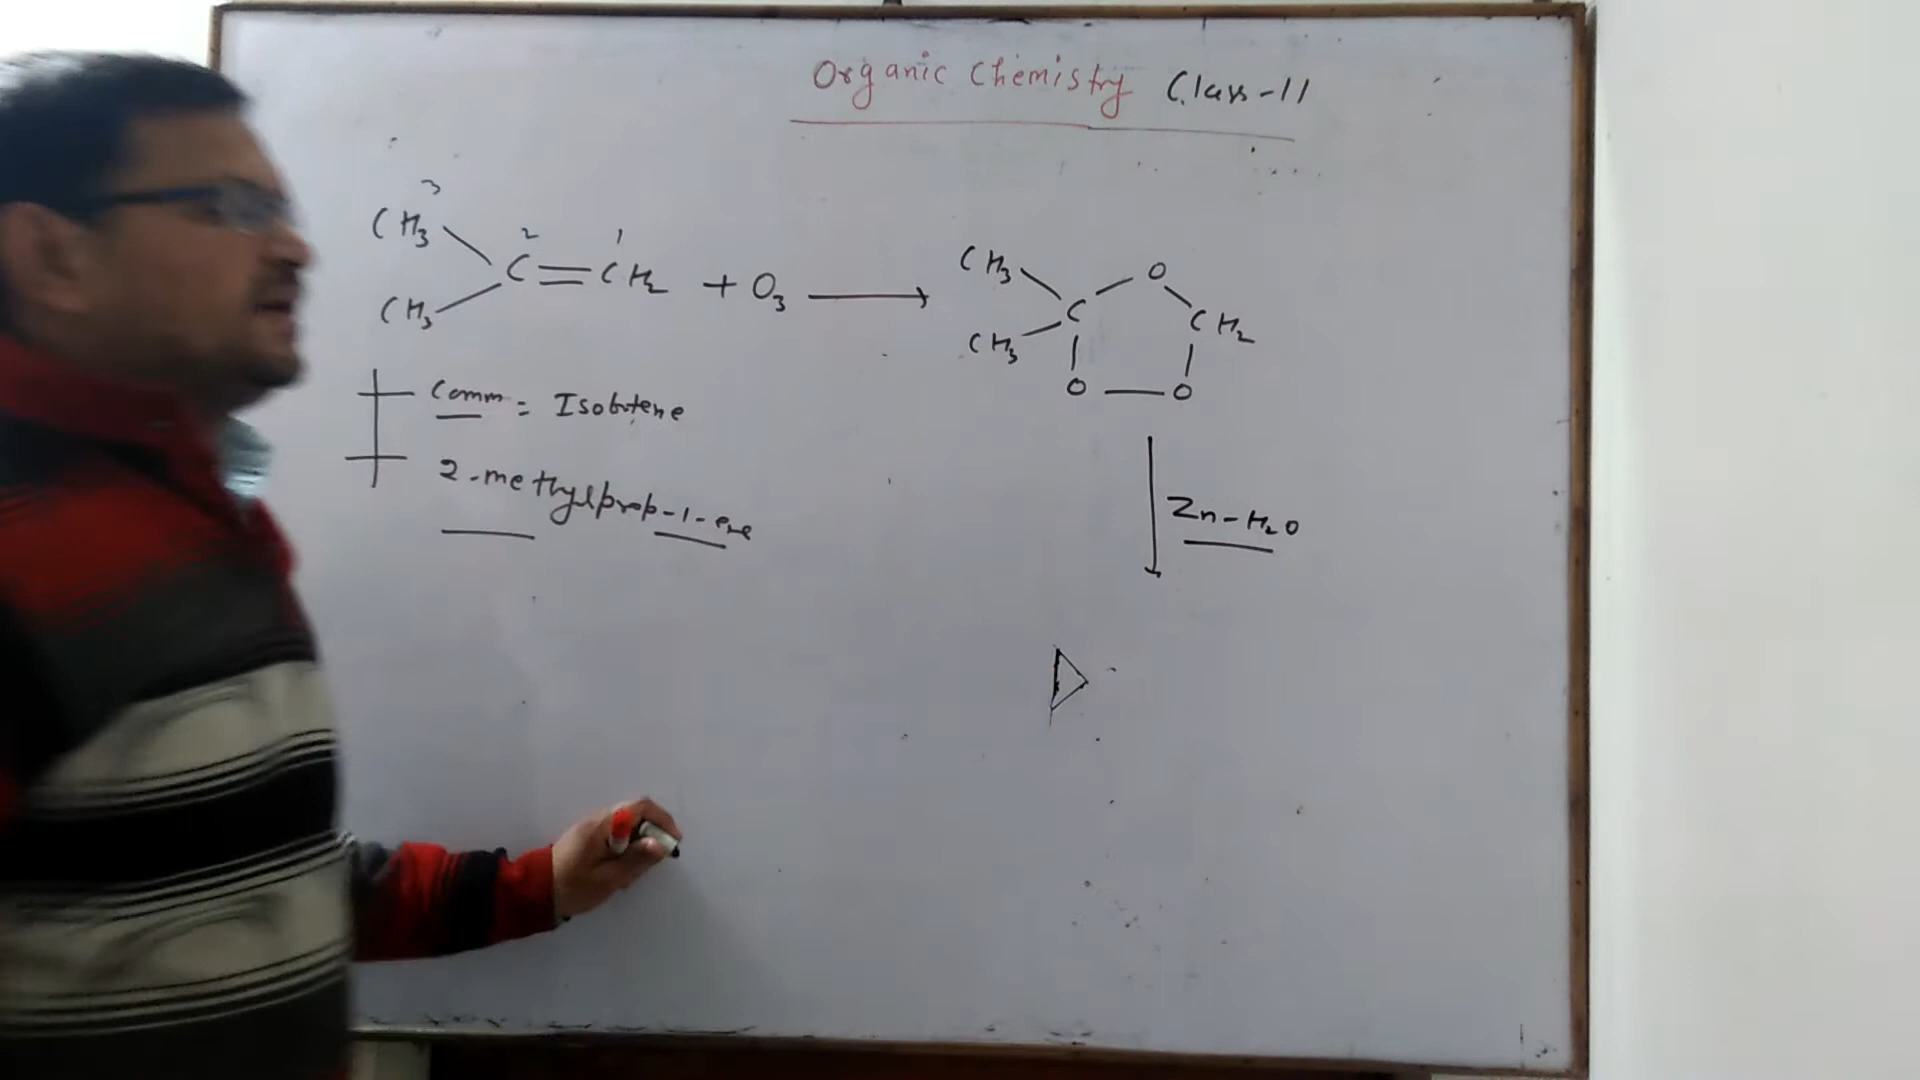 Organic Chemistry Class-11
3
CH3
2 1
C=CH2 + O3
CH3
CH3
O
C
CH2
CH3
O — O
Comm = Isobutene
2-methylprop-1-ene
Zn-H2O